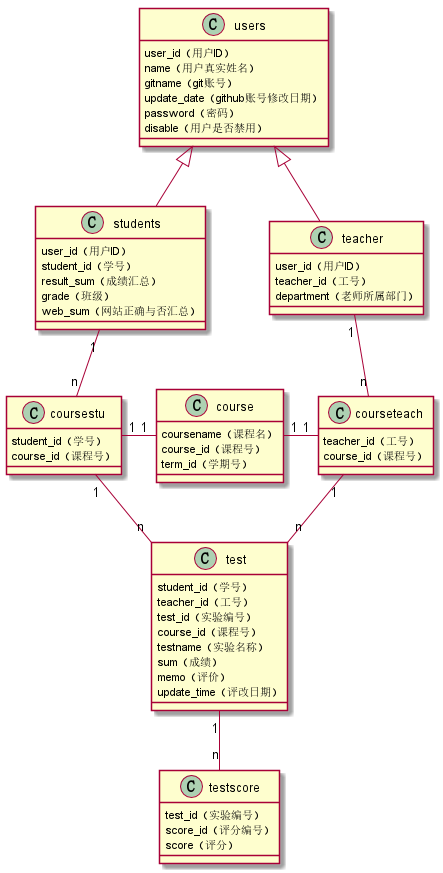 C users
user_id（用户ID）
name（用户真实姓名）
gitname（git账号）
update_date（github账号修改日期）
password（密码）
disable（用户是否禁用）
C students
user_id（用户ID）
student_id（学号）
result_sum（成绩汇总）
grade（班级）
web_sum（网站正确与否汇总）
C teacher
user_id（用户ID）
teacher_id（工号）
department（老师所属部门）
1
n
1
n
C coursestu
student_id（学号）
course_id（课程号）
1 1
C course
coursename（课程名）
course_id（课程号）
term_id（学期号）
1 1
C courseteach
teacher_id（工号）
course_id（课程号）
1
n
1
n
C test
student_id（学号）
teacher_id（工号）
test_id（实验编号）
course_id（课程号）
testname（实验名称）
sum（成绩）
memo（评价）
update_time（评改日期）
1
n
C testscore
test_id（实验编号）
score_id（评分编号）
score（评分）